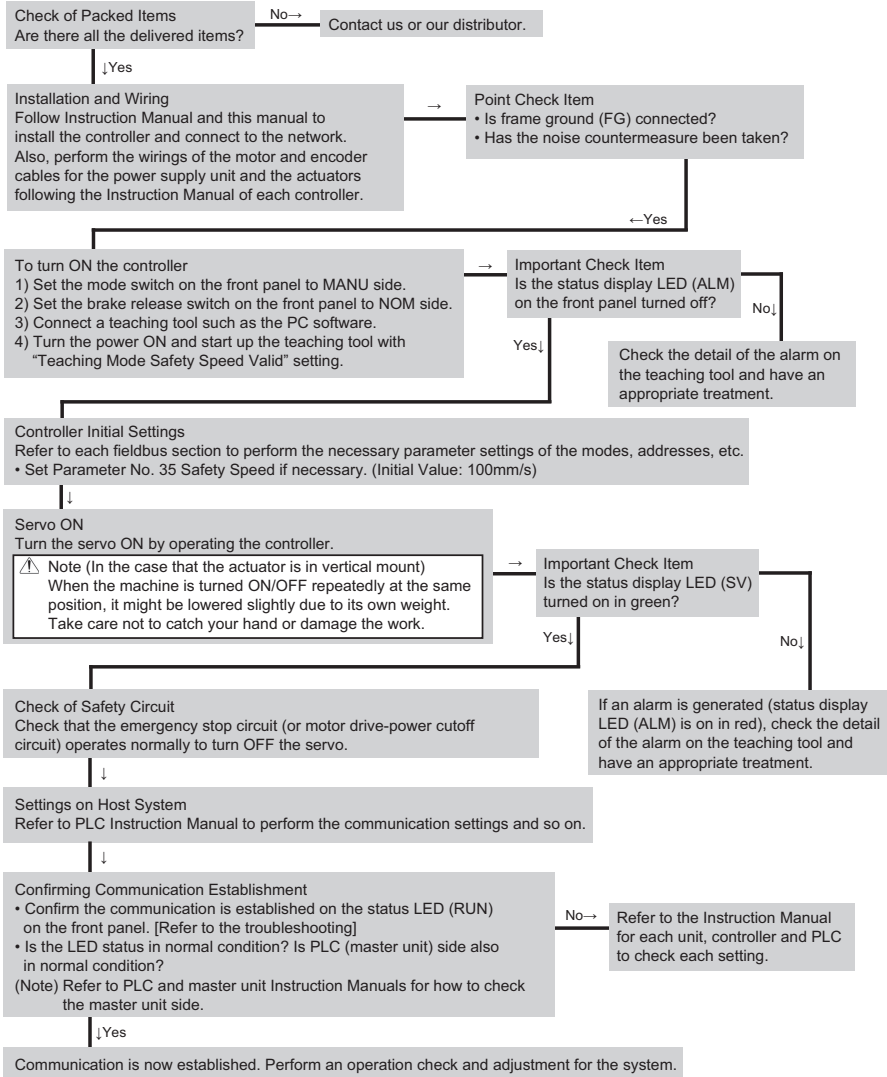 Check of Packed Items
Are there all the delivered items?
No→
Contact us or our distributor.
↓Yes
Installation and Wiring
Follow Instruction Manual and this manual to
install the controller and connect to the network.
Also, perform the wirings of the motor and encoder
cables for the power supply unit and the actuators
following the Instruction Manual of each controller.
→
Point Check Item
• Is frame ground (FG) connected?
• Has the noise countermeasure been taken?
←Yes
To turn ON the controller
1) Set the mode switch on the front panel to MANU side.
2) Set the brake release switch on the front panel to NOM side.
3) Connect a teaching tool such as the PC software.
4) Turn the power ON and start up the teaching tool with
“Teaching Mode Safety Speed Valid” setting.
→
Important Check Item
Is the status display LED (ALM)
on the front panel turned off?
No↓
Yes↓
Check the detail of the alarm on
the teaching tool and have an
appropriate treatment.
Controller Initial Settings
Refer to each fieldbus section to perform the necessary parameter settings of the modes, addresses, etc.
• Set Parameter No. 35 Safety Speed if necessary. (Initial Value: 100mm/s)
↓
Servo ON
Turn the servo ON by operating the controller.
Note (In the case that the actuator is in vertical mount)
When the machine is turned ON/OFF repeatedly at the same
position, it might be lowered slightly due to its own weight.
Take care not to catch your hand or damage the work.
→
Important Check Item
Is the status display LED (SV)
turned on in green?
Yes↓
No↓
Check of Safety Circuit
Check that the emergency stop circuit (or motor drive-power cutoff
circuit) operates normally to turn OFF the servo.
If an alarm is generated (status display
LED (ALM) is on in red), check the detail
of the alarm on the teaching tool and
have an appropriate treatment.
↓
Settings on Host System
Refer to PLC Instruction Manual to perform the communication settings and so on.
↓
Confirming Communication Establishment
• Confirm the communication is established on the status LED (RUN)
on the front panel. [Refer to the troubleshooting]
• Is the LED status in normal condition? Is PLC (master unit) side also
in normal condition?
(Note) Refer to PLC and master unit Instruction Manuals for how to check
the master unit side.
No→
Refer to the Instruction Manual
for each unit, controller and PLC
to check each setting.
↓Yes
Communication is now established. Perform an operation check and adjustment for the system.